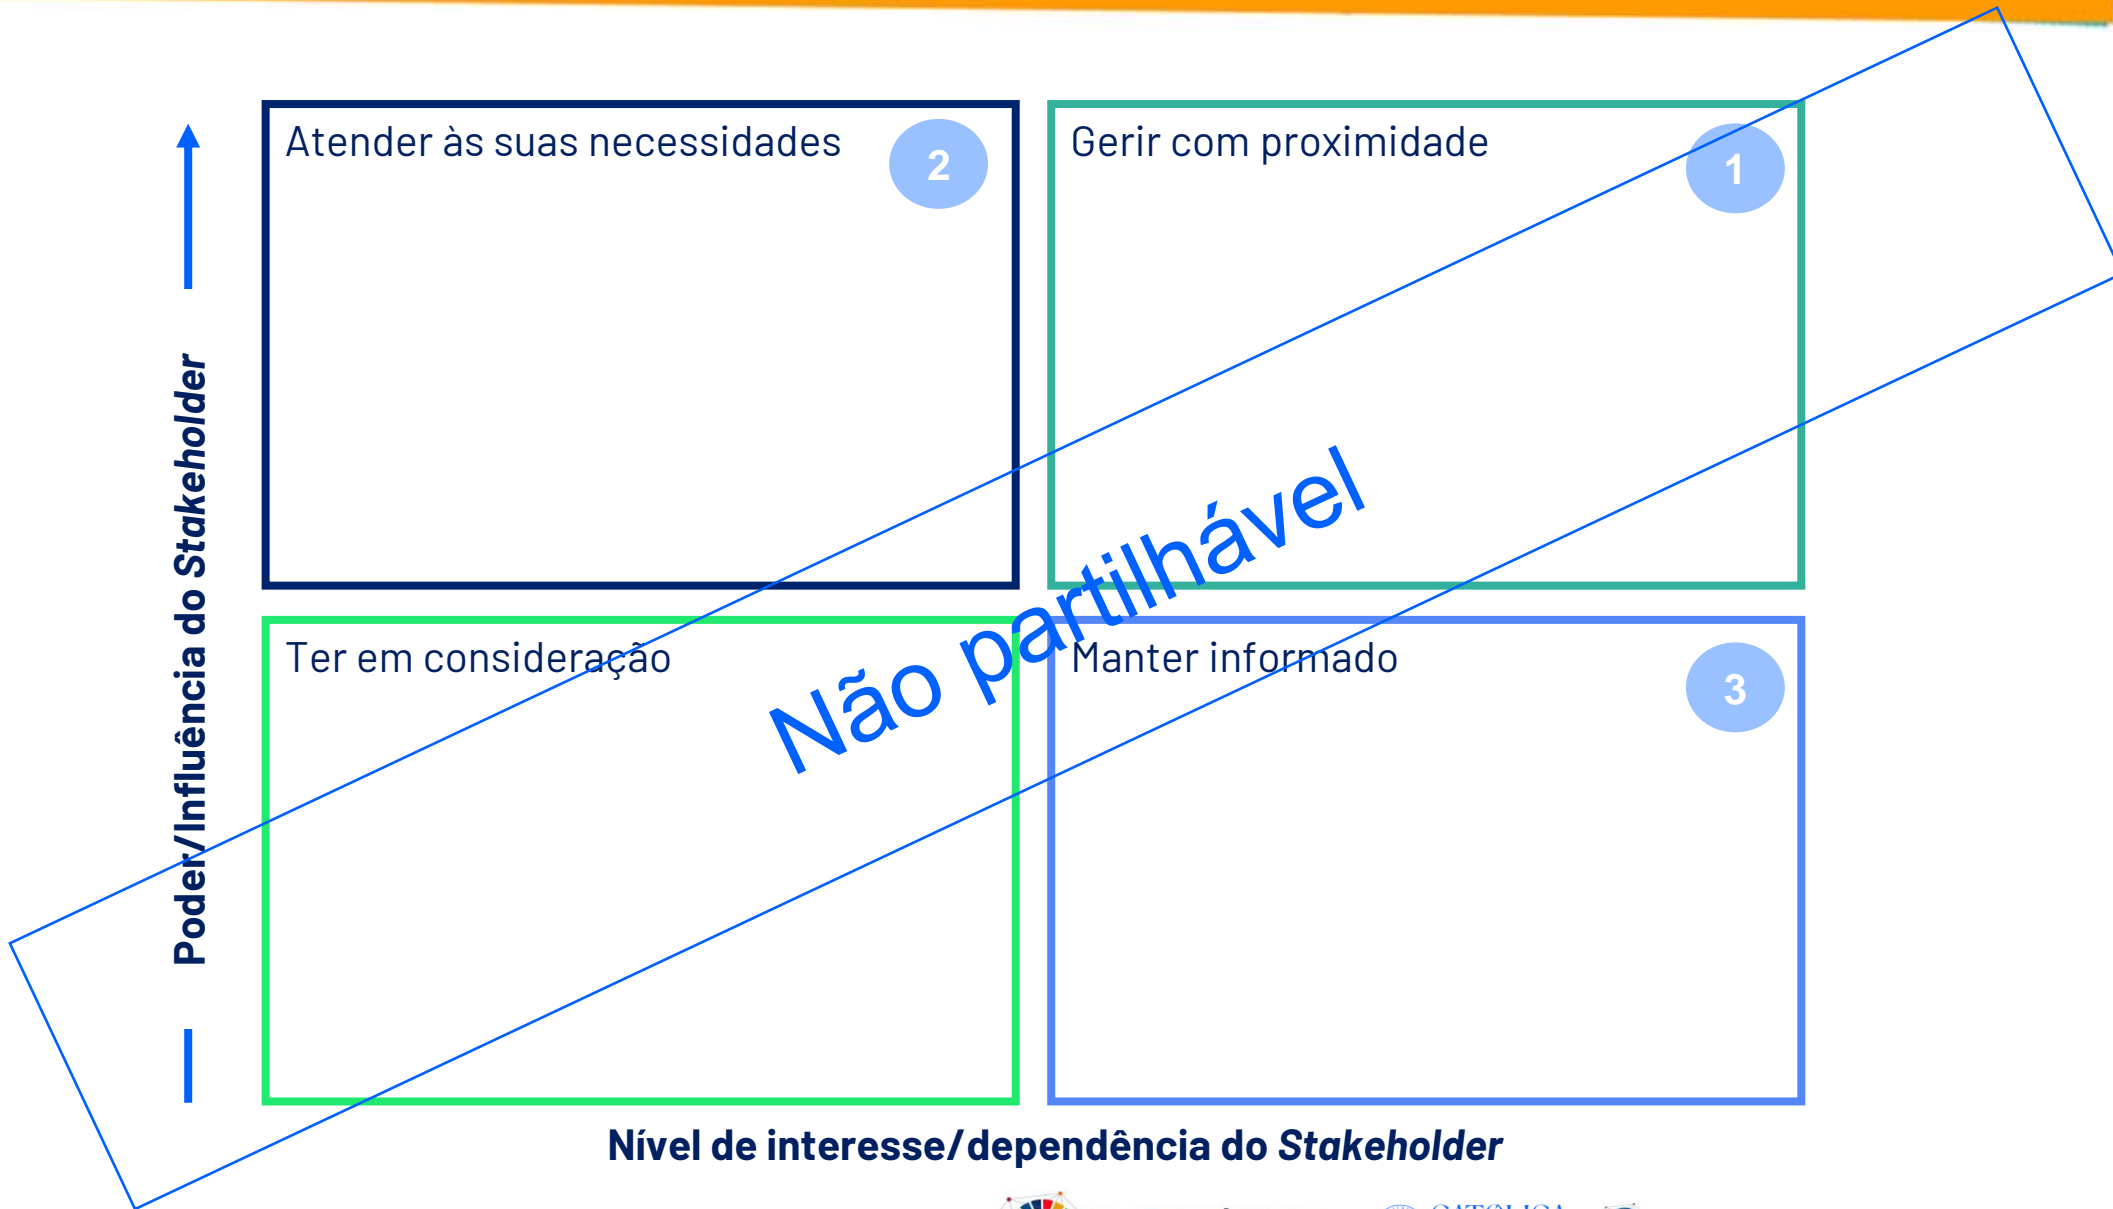 Atender às suas necessidades
2
Gerir com proximidade
1
Poder/Influência do Stakeholder
Não partilhável
Ter em consideração
Manter informado
3
Nível de interesse/dependência do Stakeholder